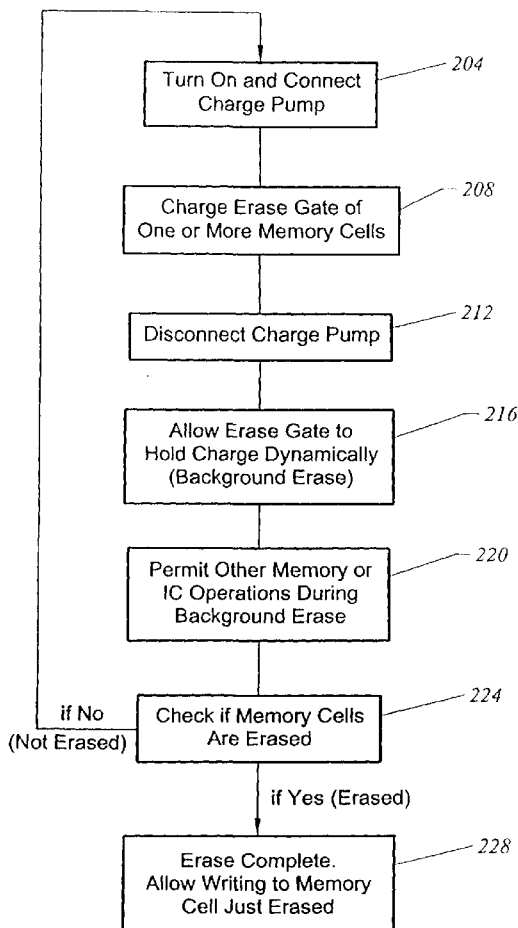 Turn On and Connect
Charge Pump
204
Charge Erase Gate of
One or More Memory Cells
208
Disconnect Charge Pump
212
Allow Erase Gate to
Hold Charge Dynamically
(Background Erase)
216
Permit Other Memory or
IC Operations During
Background Erase
220
Check if Memory Cells
Are Erased
224
if No
(Not Erased)
if Yes (Erased)
Erase Complete.
Allow Writing to Memory
Cell Just Erased
228